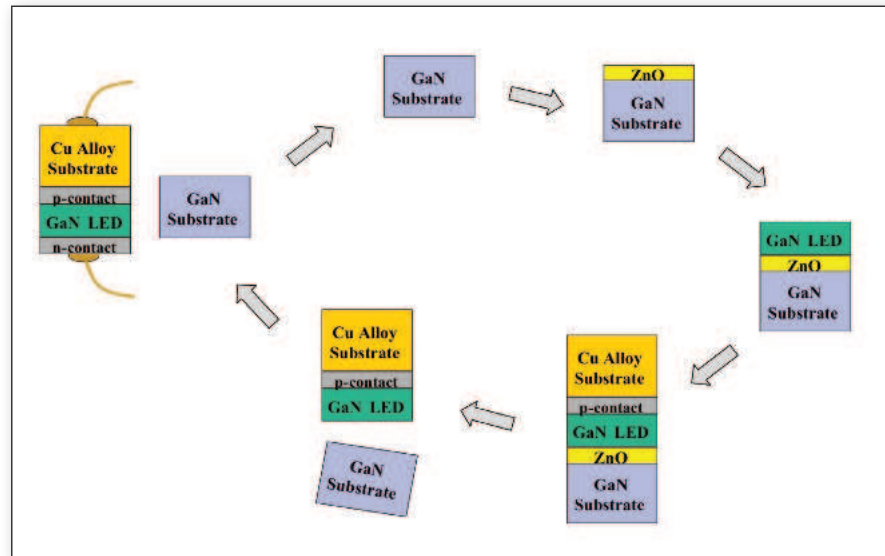 GaN
Substrate
ZnO
GaN
Substrate
Cu Alloy
Substrate
p-contact
GaN LED
n-contact
GaN
Substrate
GaN LED
ZnO
GaN
Substrate
Cu Alloy
Substrate
p-contact
GaN LED
Cu Alloy
Substrate
p-contact
GaN LED
ZnO
GaN
Substrate
GaN
Substrate